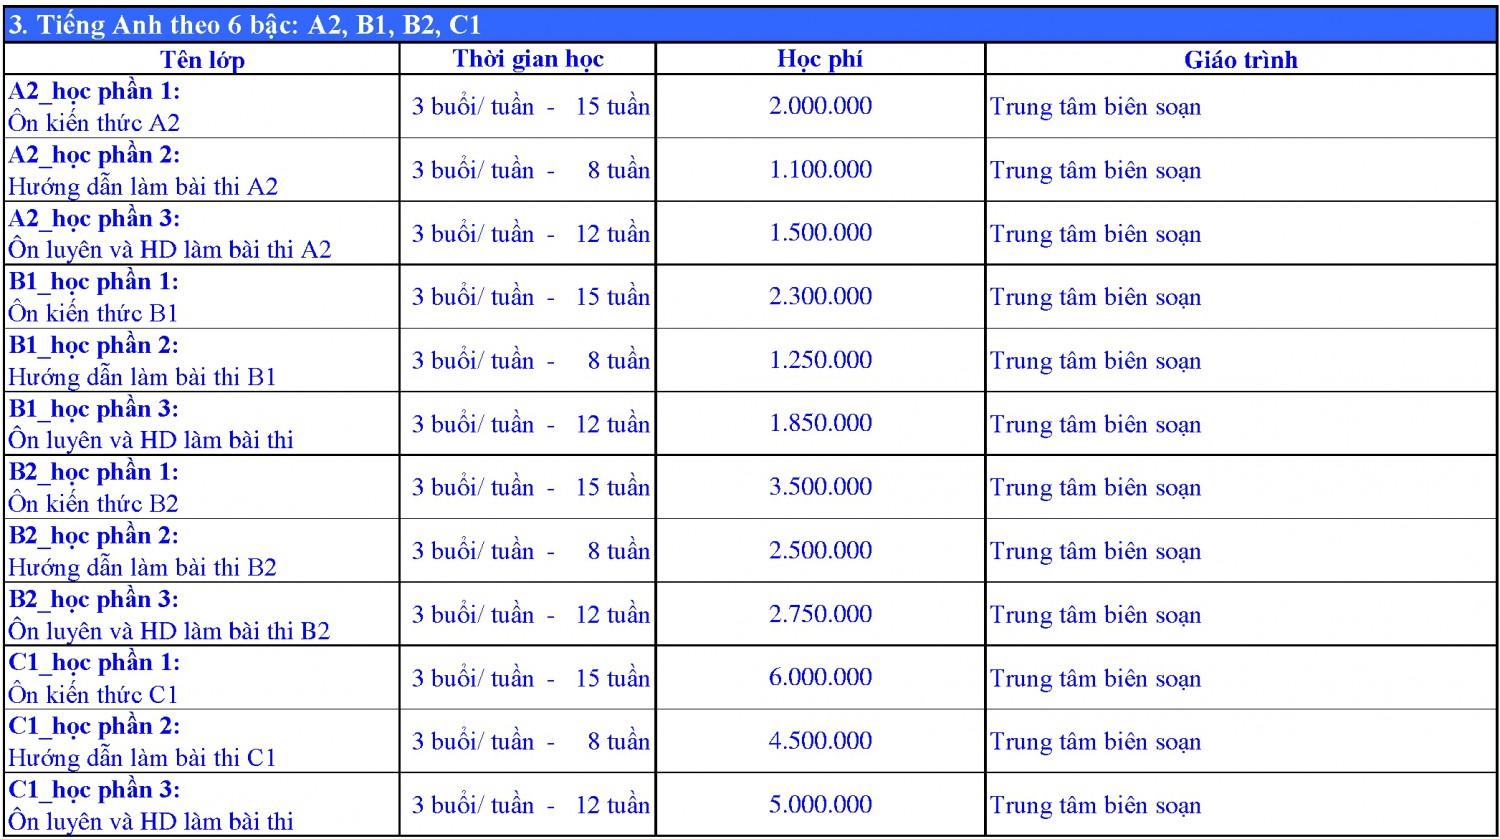 3. Tiếng Anh theo 6 bậc: A2, B1, B2, C1
Tên lớp Thời gian học Học phí Giáo trình
A2_học phần 1:
Ôn kiến thức A2
3 buổi/ tuần - 15 tuần 2.000.000 Trung tâm biên soạn
A2_học phần 2:
Hướng dẫn làm bài thi A2
3 buổi/ tuần - 8 tuần 1.100.000 Trung tâm biên soạn
A2_học phần 3:
Ôn luyên và HD làm bài thi A2
3 buổi/ tuần - 12 tuần 1.500.000 Trung tâm biên soạn
B1_học phần 1:
Ôn kiến thức B1
3 buổi/ tuần - 15 tuần 2.300.000 Trung tâm biên soạn
B1_học phần 2:
Hướng dẫn làm bài thi B1
3 buổi/ tuần - 8 tuần 1.250.000 Trung tâm biên soạn
B1_học phần 3:
Ôn luyên và HD làm bài thi
3 buổi/ tuần - 12 tuần 1.850.000 Trung tâm biên soạn
B2_học phần 1:
Ôn kiến thức B2
3 buổi/ tuần - 15 tuần 3.500.000 Trung tâm biên soạn
B2_học phần 2:
Hướng dẫn làm bài thi B2
3 buổi/ tuần - 8 tuần 2.500.000 Trung tâm biên soạn
B2_học phần 3:
Ôn luyên và HD làm bài thi B2
3 buổi/ tuần - 12 tuần 2.750.000 Trung tâm biên soạn
C1_học phần 1:
Ôn kiến thức C1
3 buổi/ tuần - 15 tuần 6.000.000 Trung tâm biên soạn
C1_học phần 2:
Hướng dẫn làm bài thi C1
3 buổi/ tuần - 8 tuần 4.500.000 Trung tâm biên soạn
C1_học phần 3:
Ôn luyên và HD làm bài thi
3 buổi/ tuần - 12 tuần 5.000.000 Trung tâm biên soạn